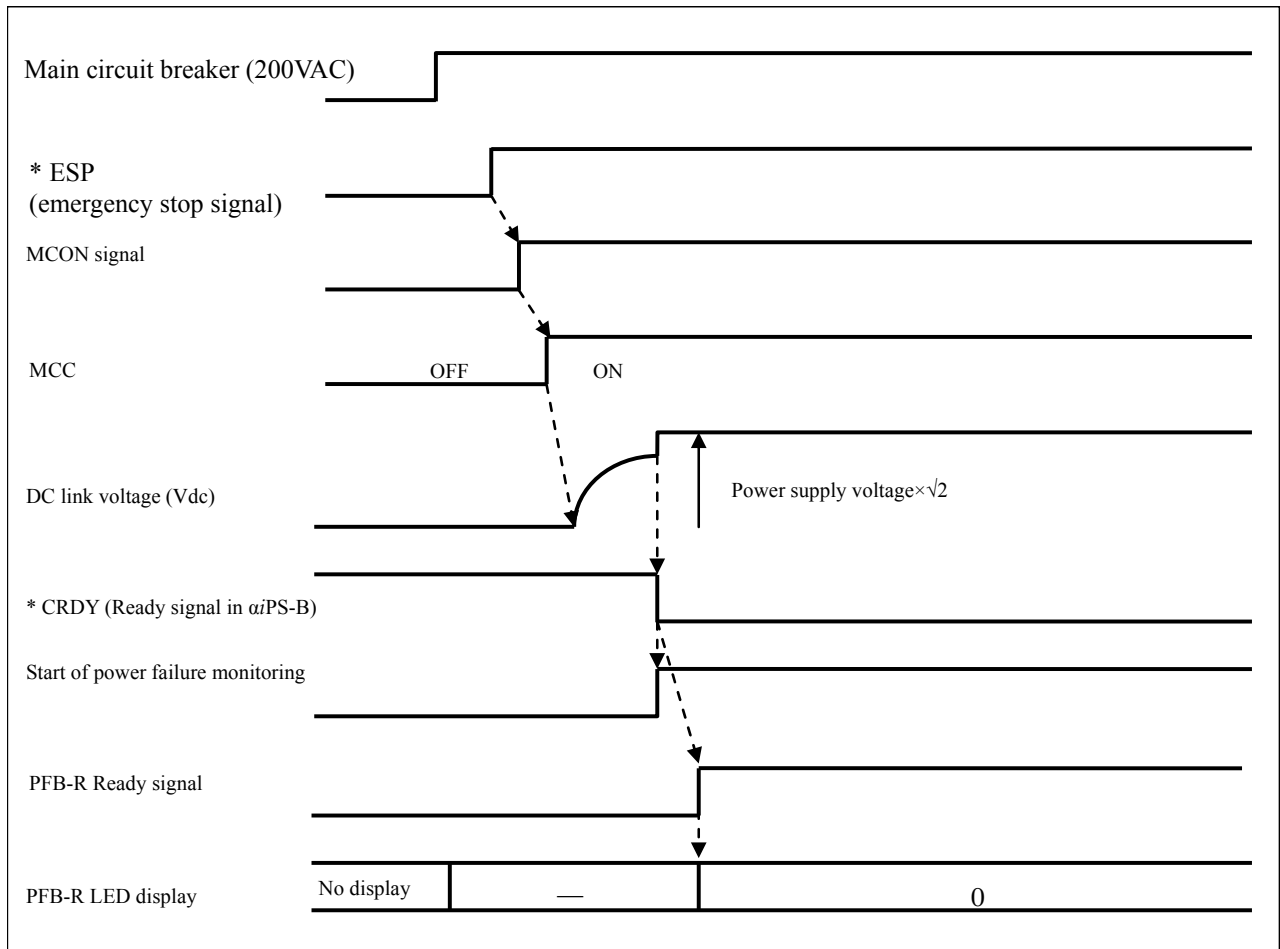 Main circuit breaker (200VAC)
* ESP
(emergency stop signal)
MCON signal
MCC
OFF
ON
DC link voltage (Vdc)
Power supply voltage×√2
* CRDY (Ready signal in αiPS-B)
Start of power failure monitoring
PFB-R Ready signal
PFB-R LED display
No display
—
0